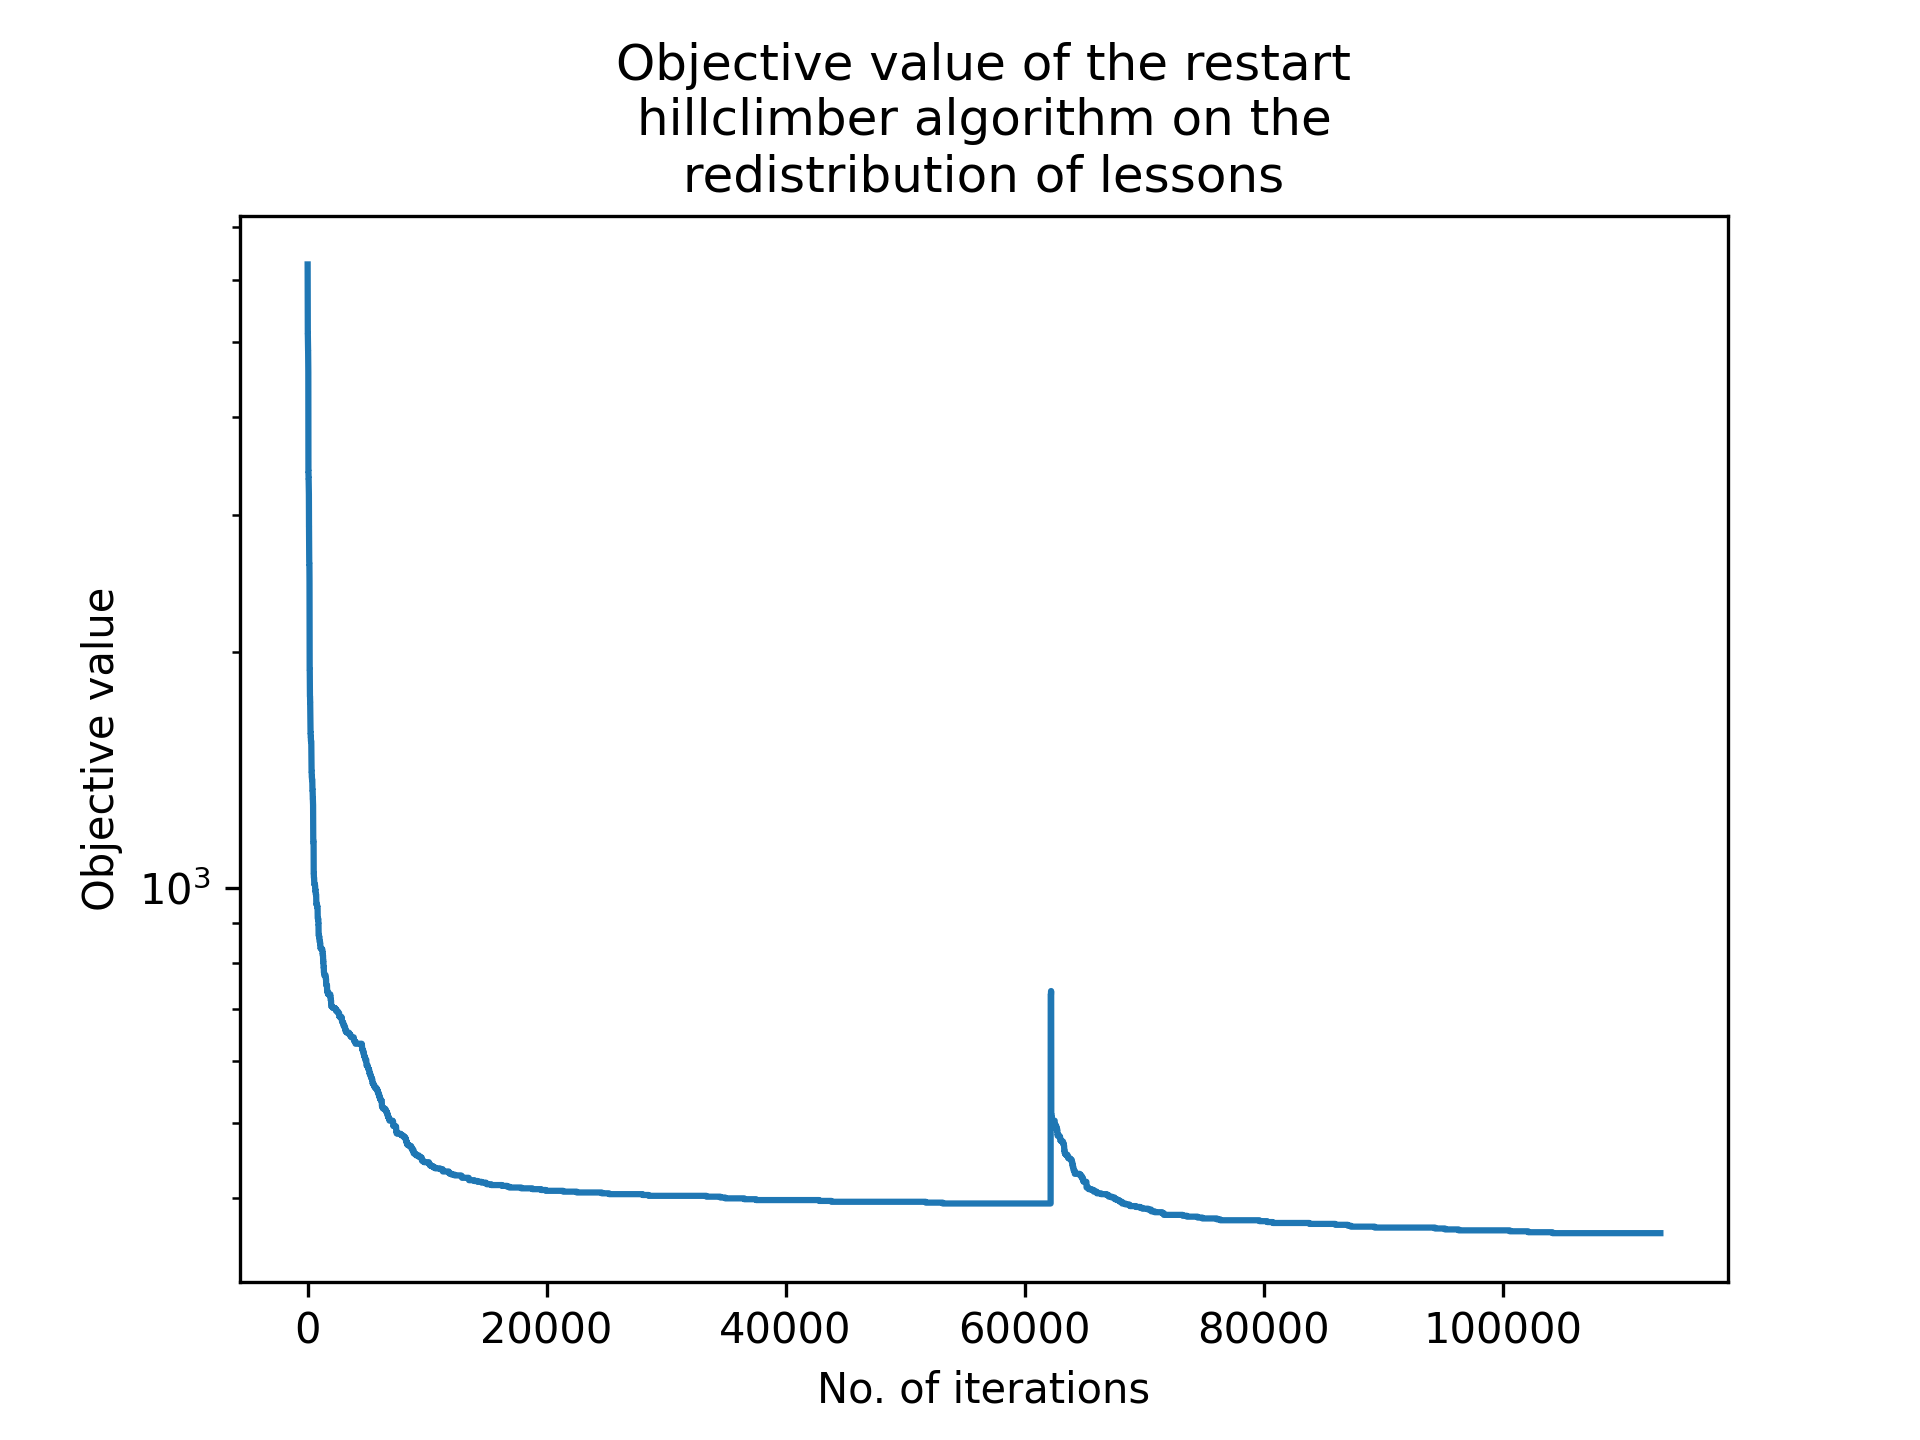 Objective value of the restart
hillclimber algorithm on the
redistribution of lessons
Objective value
10³
0 20000 40000 60000 80000 100000
No. of iterations